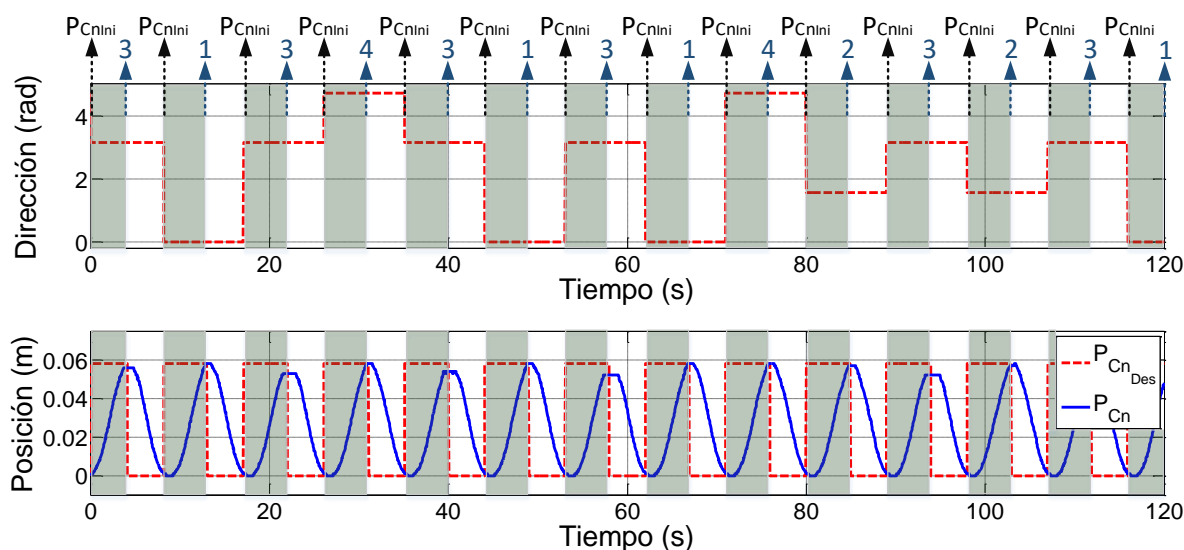 PCnIni PCnIni PCnIni PCnIni PCnIni PCnIni PCnIni PCnIni PCnIni PCnIni PCnIni PCnIni PCnIni
3 1 3 4 3 1 3 1 4 2 3 2 3 1
Dirección (rad)
4
2
0
0 20 40 60 80 100 120
Tiempo (s)
Posición (m)
0.06
0.04
0.02
0
PCnDes
PCn
0 20 40 60 80 100 120
Tiempo (s)